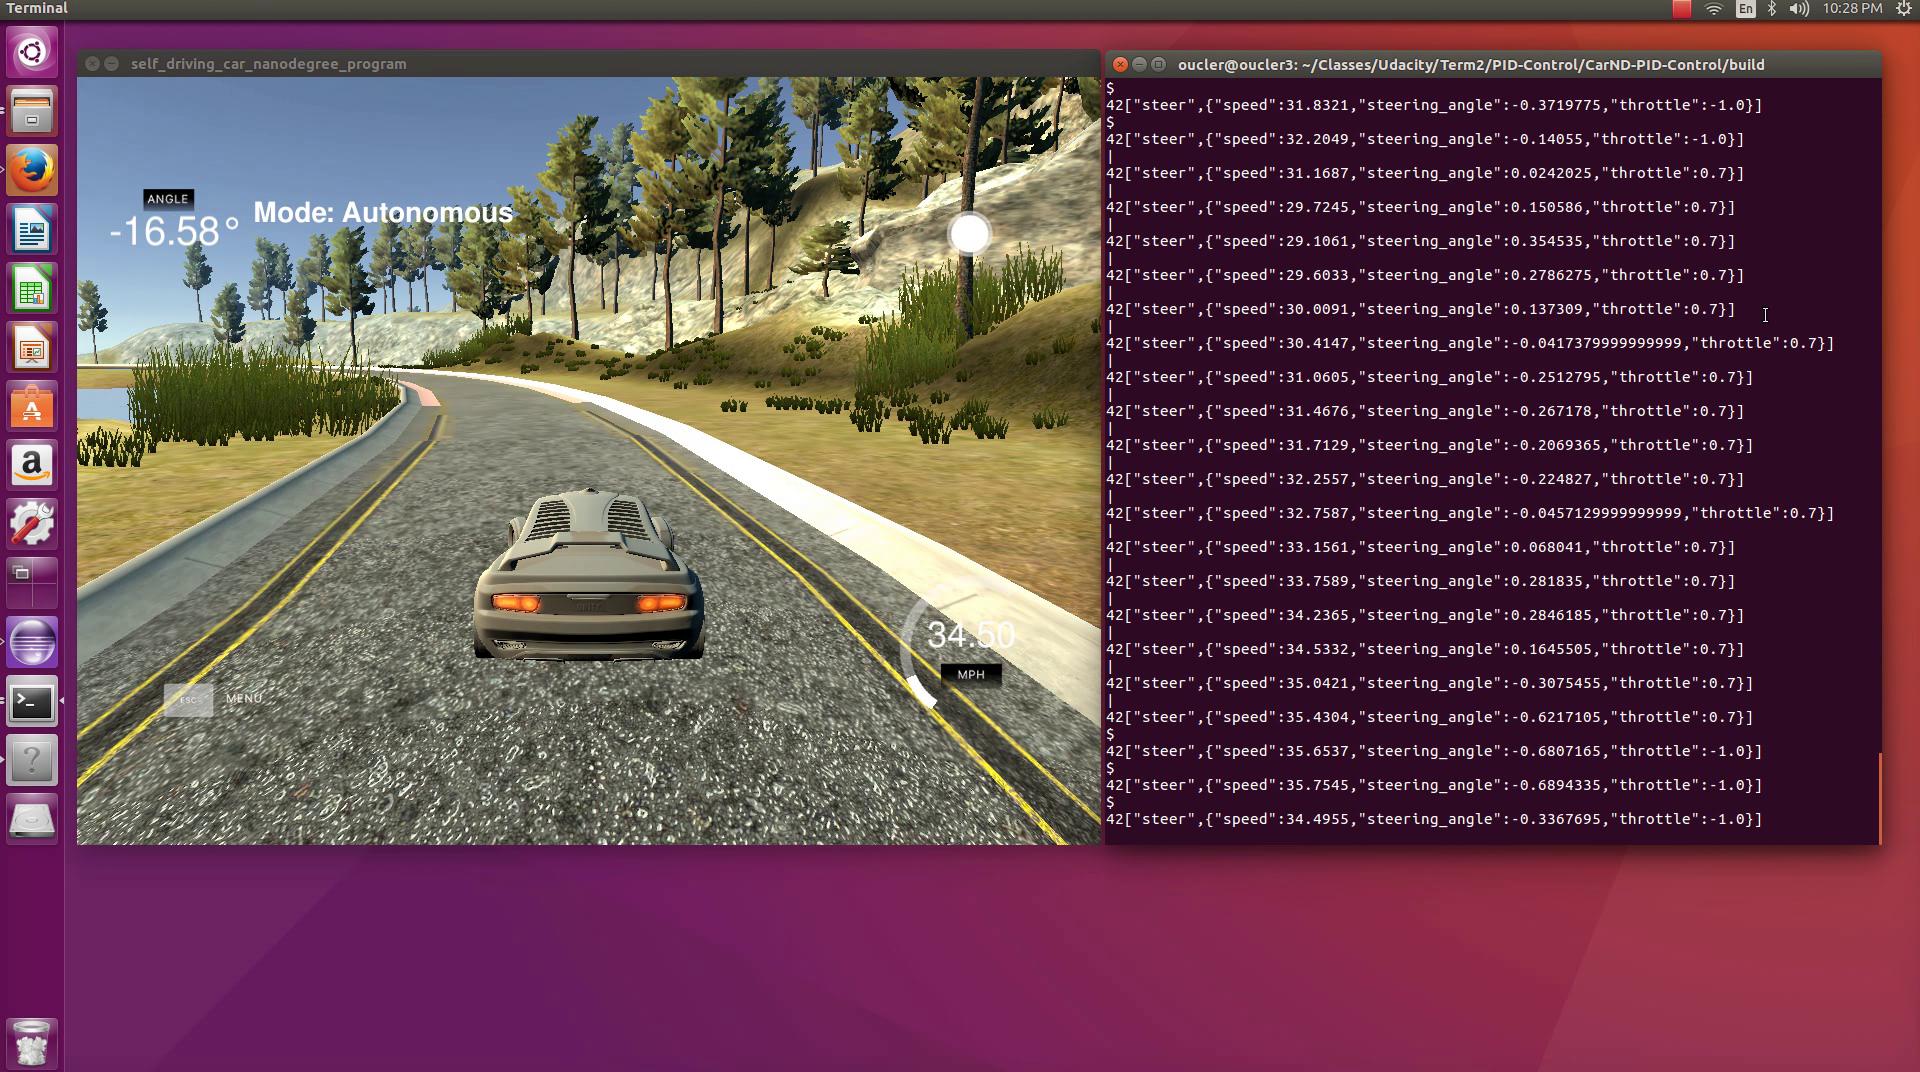 Terminal
En
10:28 PM
self_driving_car_nanodegree_program
ANGLE
-16.58°
Mode: Autonomous
34.50
MPH
ESC
MENU
a
oucler@oucler3: ~/Classes/Udacity/Term2/PID-Control/CarND-PID-Control/build
$
42["steer",{"speed":31.8321,"steering_angle":-0.3719775,"throttle":-1.0}]
$
42["steer",{"speed":32.2049,"steering_angle":-0.14055,"throttle":-1.0}]
|
42["steer",{"speed":31.1687,"steering_angle":0.0242025,"throttle":0.7}]
|
42["steer",{"speed":29.7245,"steering_angle":0.150586,"throttle":0.7}]
|
42["steer",{"speed":29.1061,"steering_angle":0.354535,"throttle":0.7}]
|
42["steer",{"speed":29.6033,"steering_angle":0.2786275,"throttle":0.7}]
|
42["steer",{"speed":30.0091,"steering_angle":0.137309,"throttle":0.7}]
|
42["steer",{"speed":30.4147,"steering_angle":-0.0417379999999999,"throttle":0.7}]
|
42["steer",{"speed":31.0605,"steering_angle":-0.2512795,"throttle":0.7}]
|
42["steer",{"speed":31.4676,"steering_angle":-0.267178,"throttle":0.7}]
|
42["steer",{"speed":31.7129,"steering_angle":-0.2069365,"throttle":0.7}]
|
42["steer",{"speed":32.2557,"steering_angle":-0.224827,"throttle":0.7}]
|
42["steer",{"speed":32.7587,"steering_angle":-0.0457129999999999,"throttle":0.7}]
|
42["steer",{"speed":33.1561,"steering_angle":0.068041,"throttle":0.7}]
|
42["steer",{"speed":33.7589,"steering_angle":0.281835,"throttle":0.7}]
|
42["steer",{"speed":34.2365,"steering_angle":0.2846185,"throttle":0.7}]
|
42["steer",{"speed":34.5332,"steering_angle":0.1645505,"throttle":0.7}]
|
42["steer",{"speed":35.0421,"steering_angle":-0.3075455,"throttle":0.7}]
|
42["steer",{"speed":35.4304,"steering_angle":-0.6217105,"throttle":0.7}]
$
42["steer",{"speed":35.6537,"steering_angle":-0.6807165,"throttle":-1.0}]
$
42["steer",{"speed":35.7545,"steering_angle":-0.6894335,"throttle":-1.0}]
$
42["steer",{"speed":34.4955,"steering_angle":-0.3367695,"throttle":-1.0}]